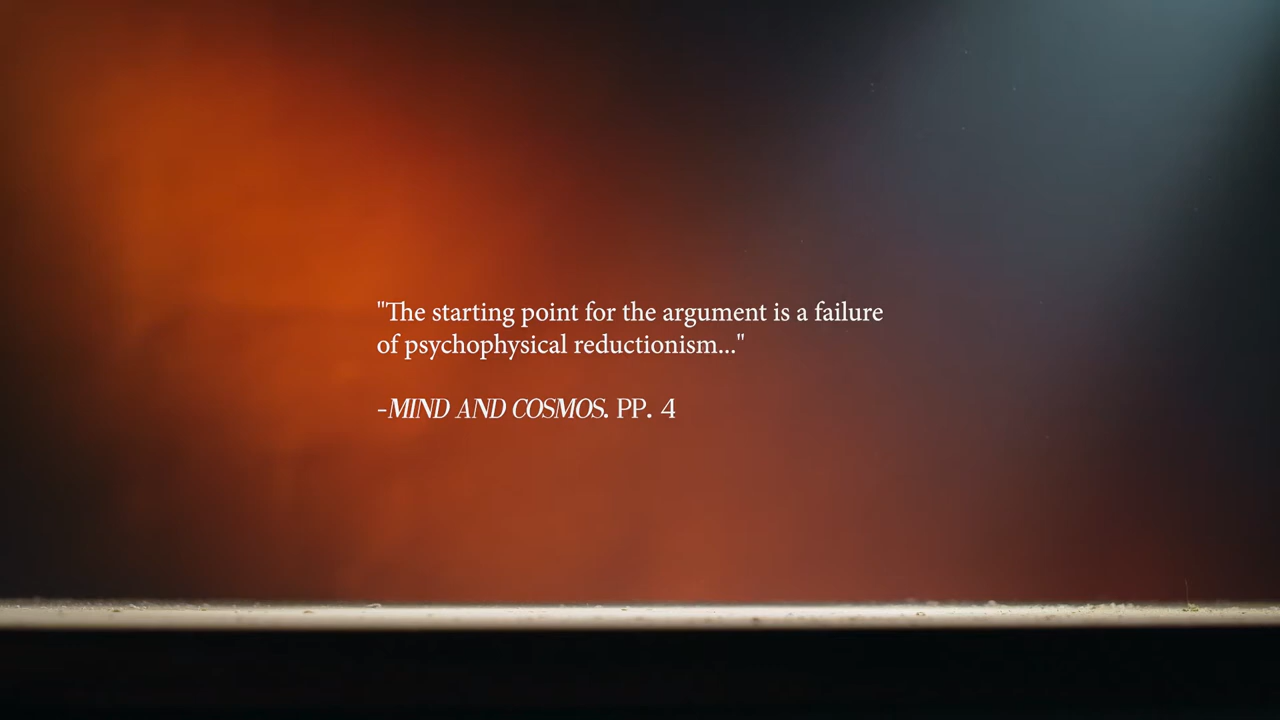 "The starting point for the argument is a failure
of psychophysical reductionism..."
-MIND AND COSMOS. PP. 4